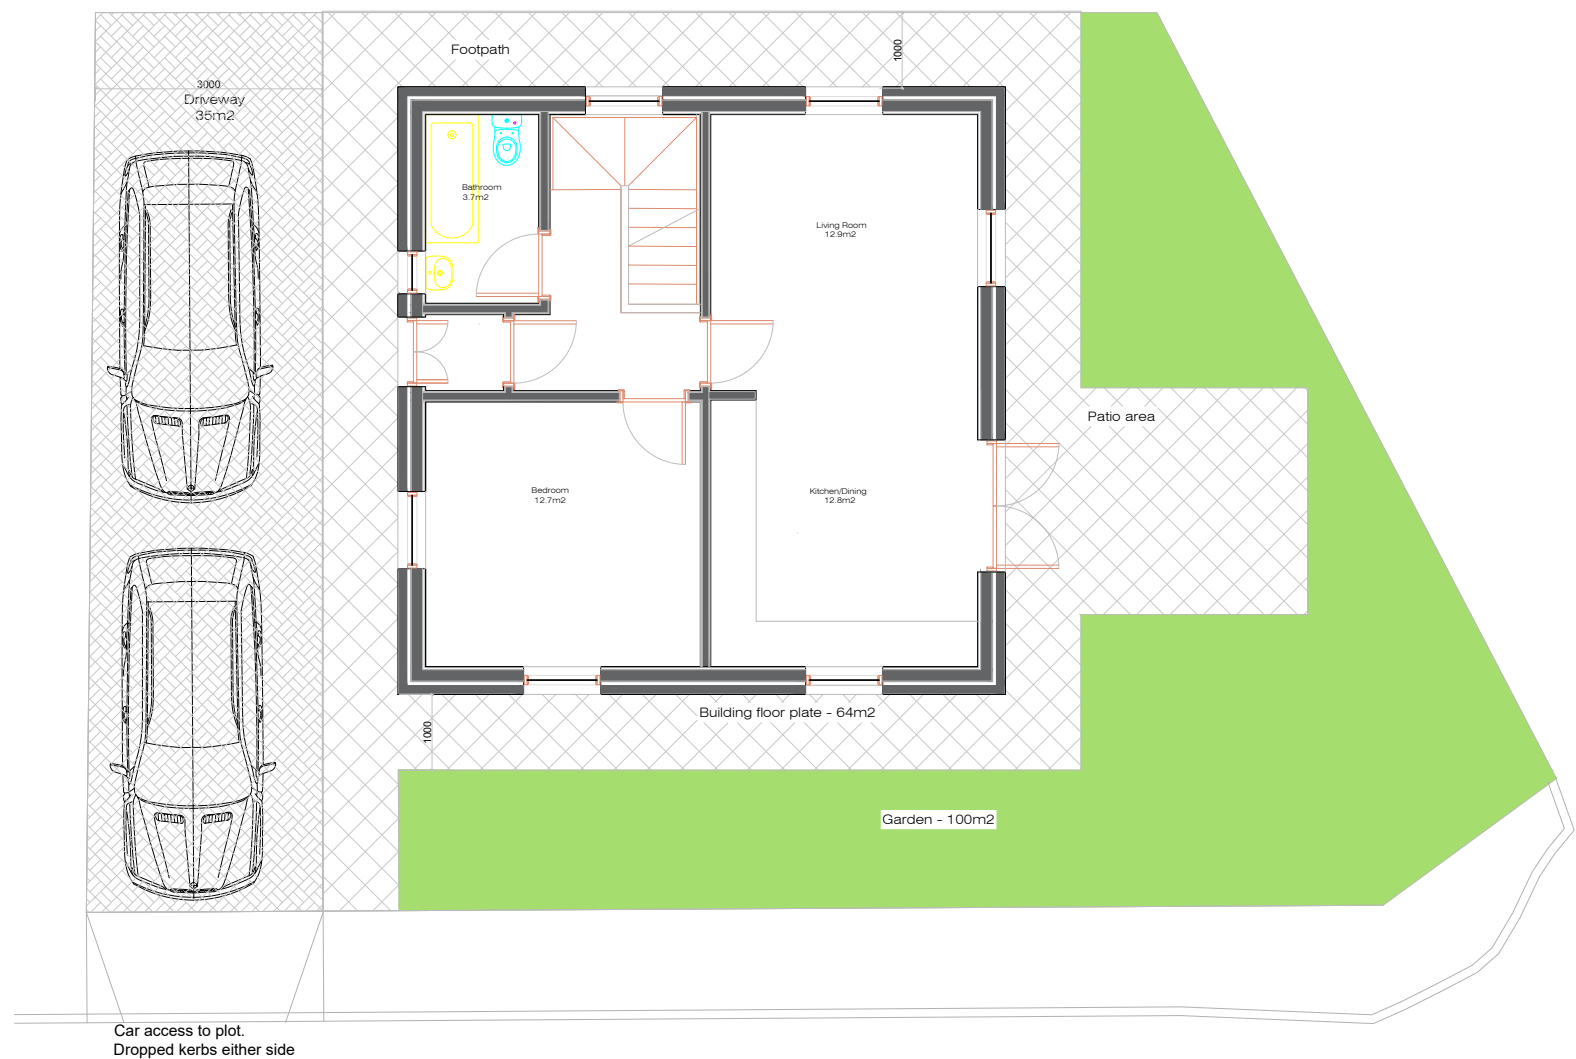 Footpath
1000
3000
Driveway
35m2
Bathroom
3.7m2
Living Room
12.9m2
Patio area
Bedroom
12.7m2
Kitchen/Dining
12.8m2
Building floor plate - 64m2
1000
Garden - 100m2
Car access to plot.
Dropped kerbs either side